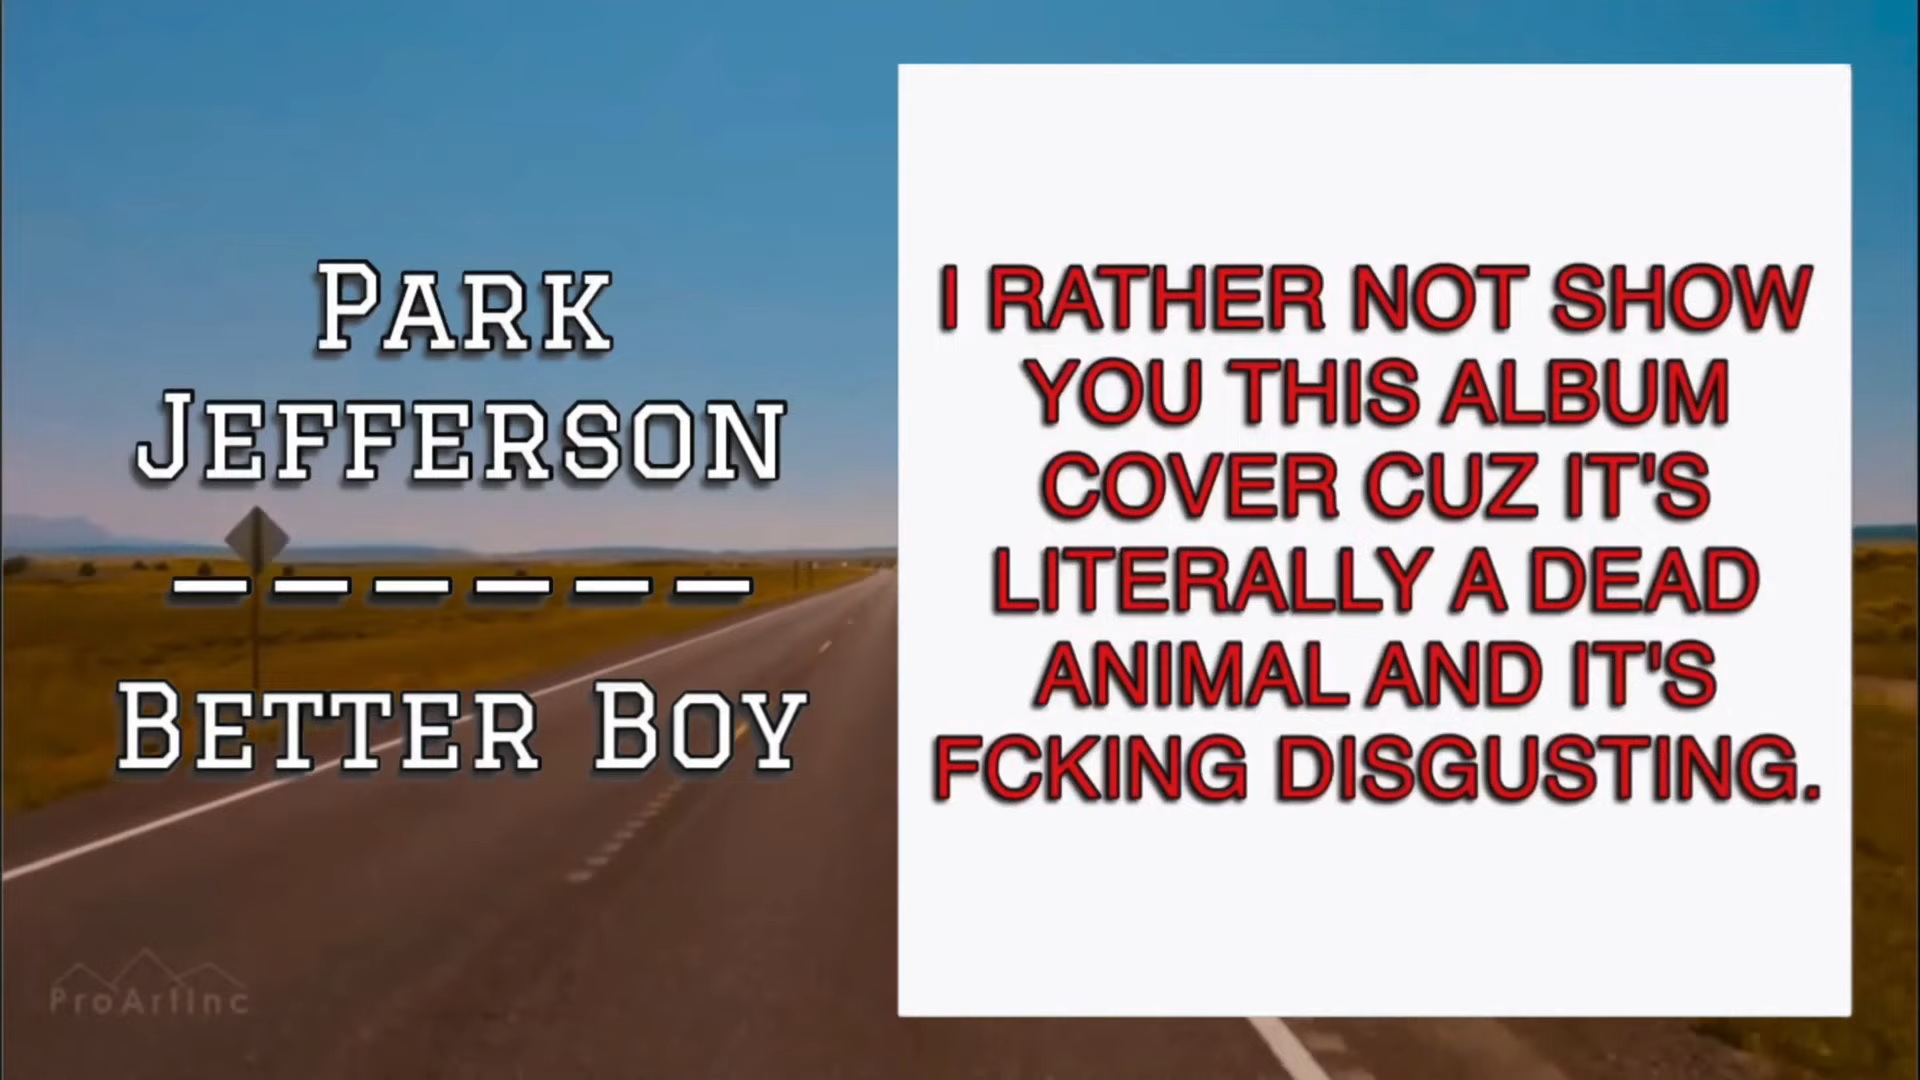 Park
Jefferson
------
Better Boy
I RATHER NOT SHOW
YOU THIS ALBUM
COVER CUZ IT'S
LITERALLY A DEAD
ANIMAL AND IT'S
FCKING DISGUSTING.
ProArtInc